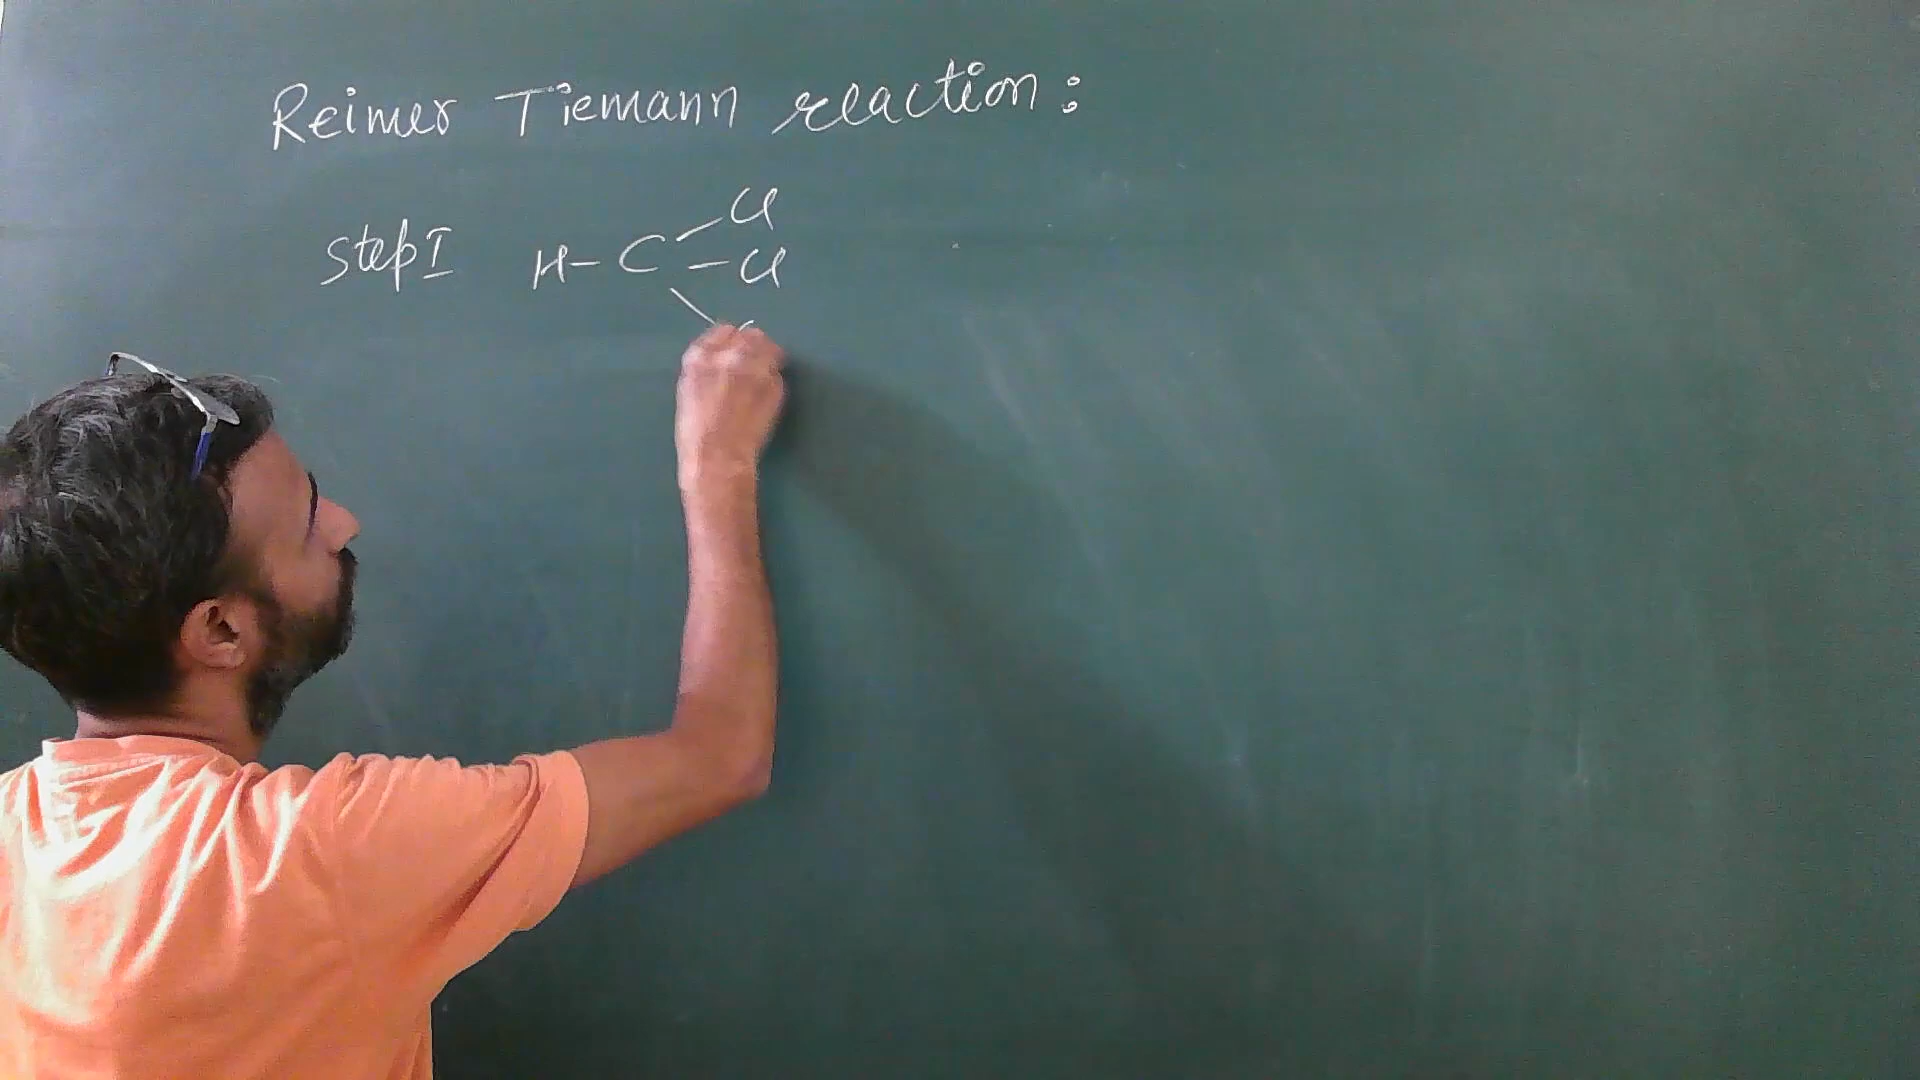 Reimer Tiemann reaction:
Cl
Step I H-C-Cl